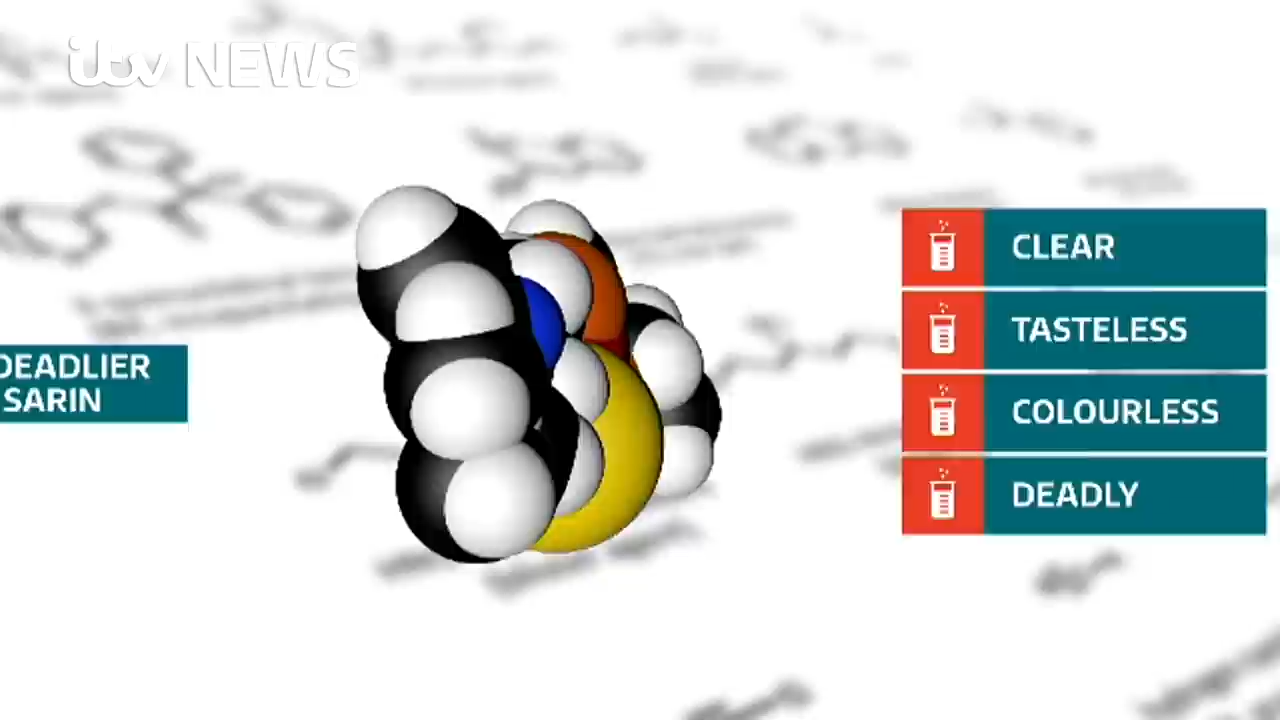 itv NEWS
DEADLIER
SARIN
CLEAR
TASTELESS
COLOURLESS
DEADLY